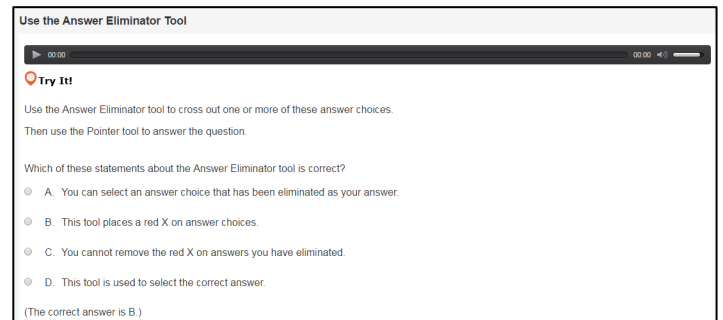 Use the Answer Eliminator Tool
00:00 00:00
Try It!
Use the Answer Eliminator tool to cross out one or more of these answer choices.
Then use the Pointer tool to answer the question.
Which of these statements about the Answer Eliminator tool is correct?
A. You can select an answer choice that has been eliminated as your answer.
B. This tool places a red X on answer choices.
C. You cannot remove the red X on answers you have eliminated.
D. This tool is used to select the correct answer.
(The correct answer is B.)